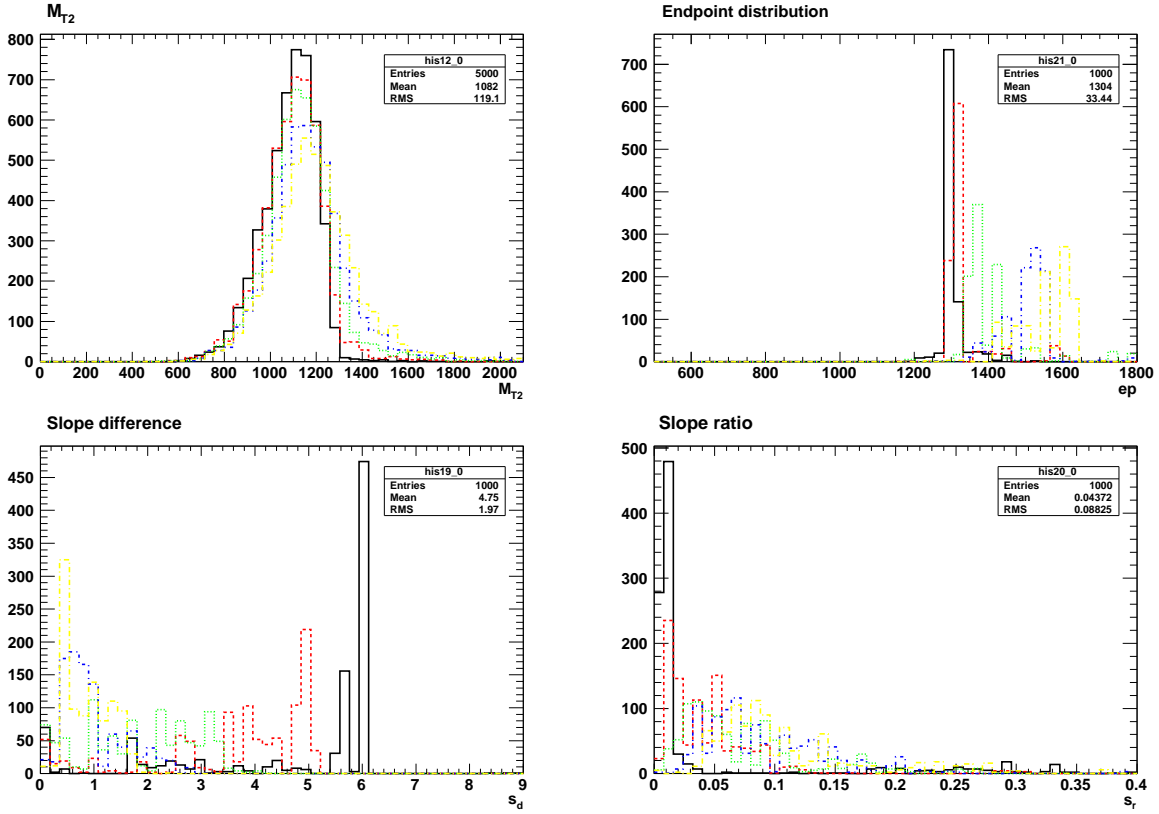 M_T2
his12_0
Entries 5000
Mean 1082
RMS 119.1
800
700
600
500
400
300
200
100
0
0 200 400 600 800 1000 1200 1400 1600 1800 2000
M_T2
Endpoint distribution
his21_0
Entries 1000
Mean 1304
RMS 33.44
700
600
500
400
300
200
100
0
600 800 1000 1200 1400 1600 1800
ep
Slope difference
his19_0
Entries 1000
Mean 4.75
RMS 1.97
450
400
350
300
250
200
150
100
50
0
0 1 2 3 4 5 6 7 8 9
s_d
Slope ratio
his20_0
Entries 1000
Mean 0.04372
RMS 0.08825
500
400
300
200
100
0
0 0.05 0.1 0.15 0.2 0.25 0.3 0.35 0.4
s_r